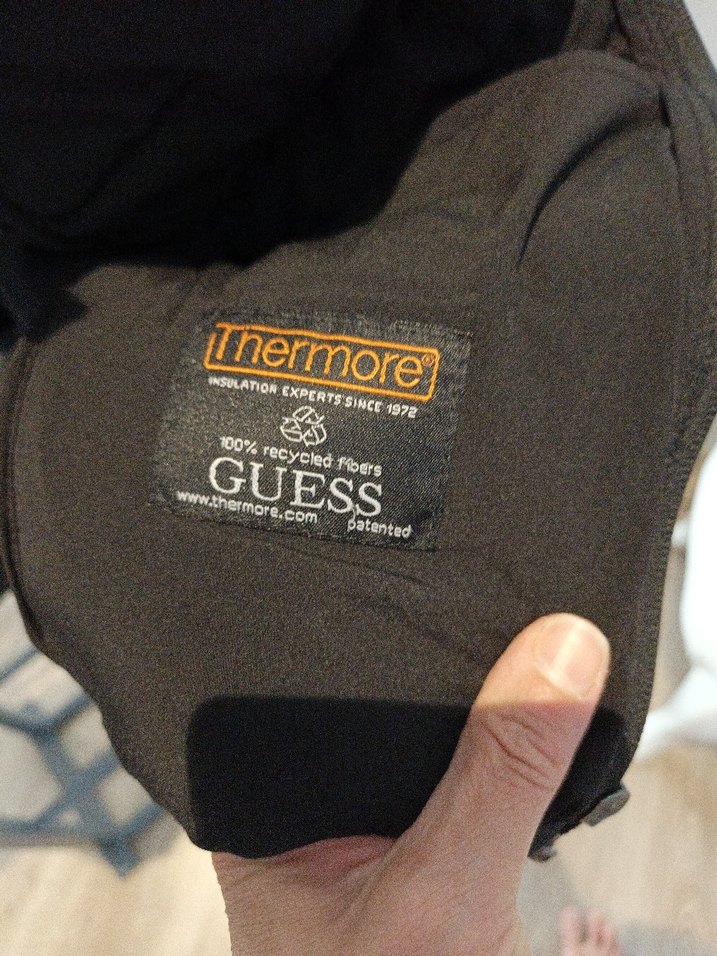 Thermore®
INSULATION EXPERTS SINCE 1972
100% recycled fibers
GUESS
www.thermore.com
patented